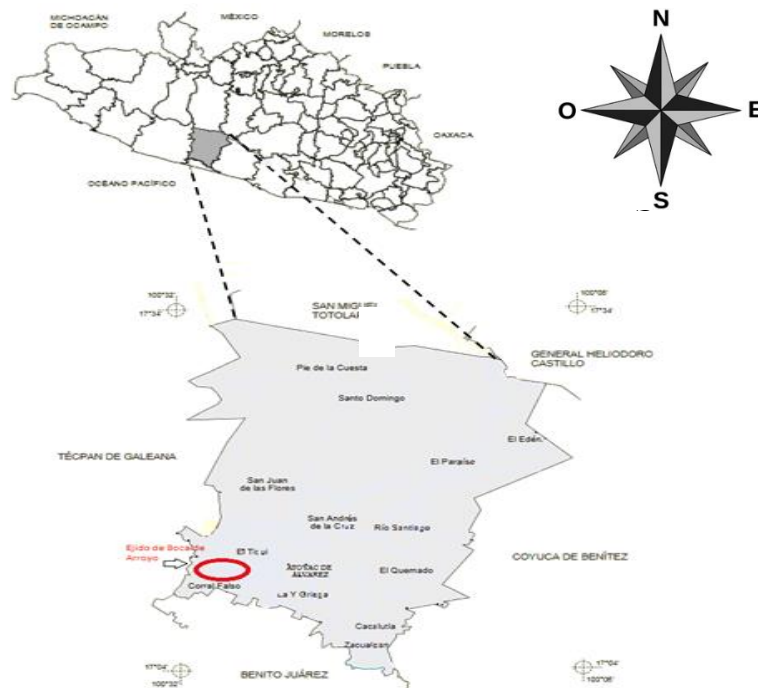 MICHOACÁN
DE OCAMPO
MÉXICO
MORELOS
PUEBLA
OAXACA
OCÉANO PACÍFICO
N
O
E
S
100°32'
17°34'
SAN MIGUEL
100°06'
17°34'
GENERAL HELIODORO
CASTILLO
Pie de la Cuesta
Santo Domingo
El Edén
TÉCPAN DE GALEANA
El Paraíso
San Juan
de las Flores
San Andrés
de la Cruz
Río Santiago
Ejido de Boca de
Arroyo
El Ticuí
COYUCA DE BENÍTEZ
ATOYAC DE
ALVAREZ
El Quemado
Corral Falso
La Y Griega
Cacalutla
Zacualpan
17°04'
100°32'
BENITO JUÁREZ
17°04'
100°06'